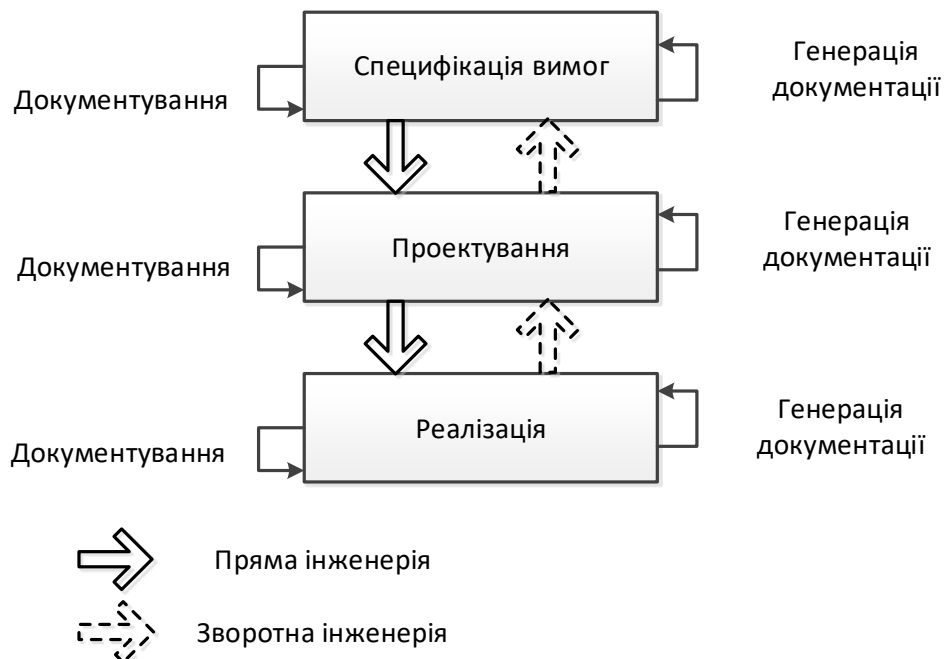 Специфікація вимог
Документування
Генерація
документації
Проектування
Документування
Генерація
документації
Реалізація
Документування
Генерація
документації
Пряма інженерія
Зворотна інженерія